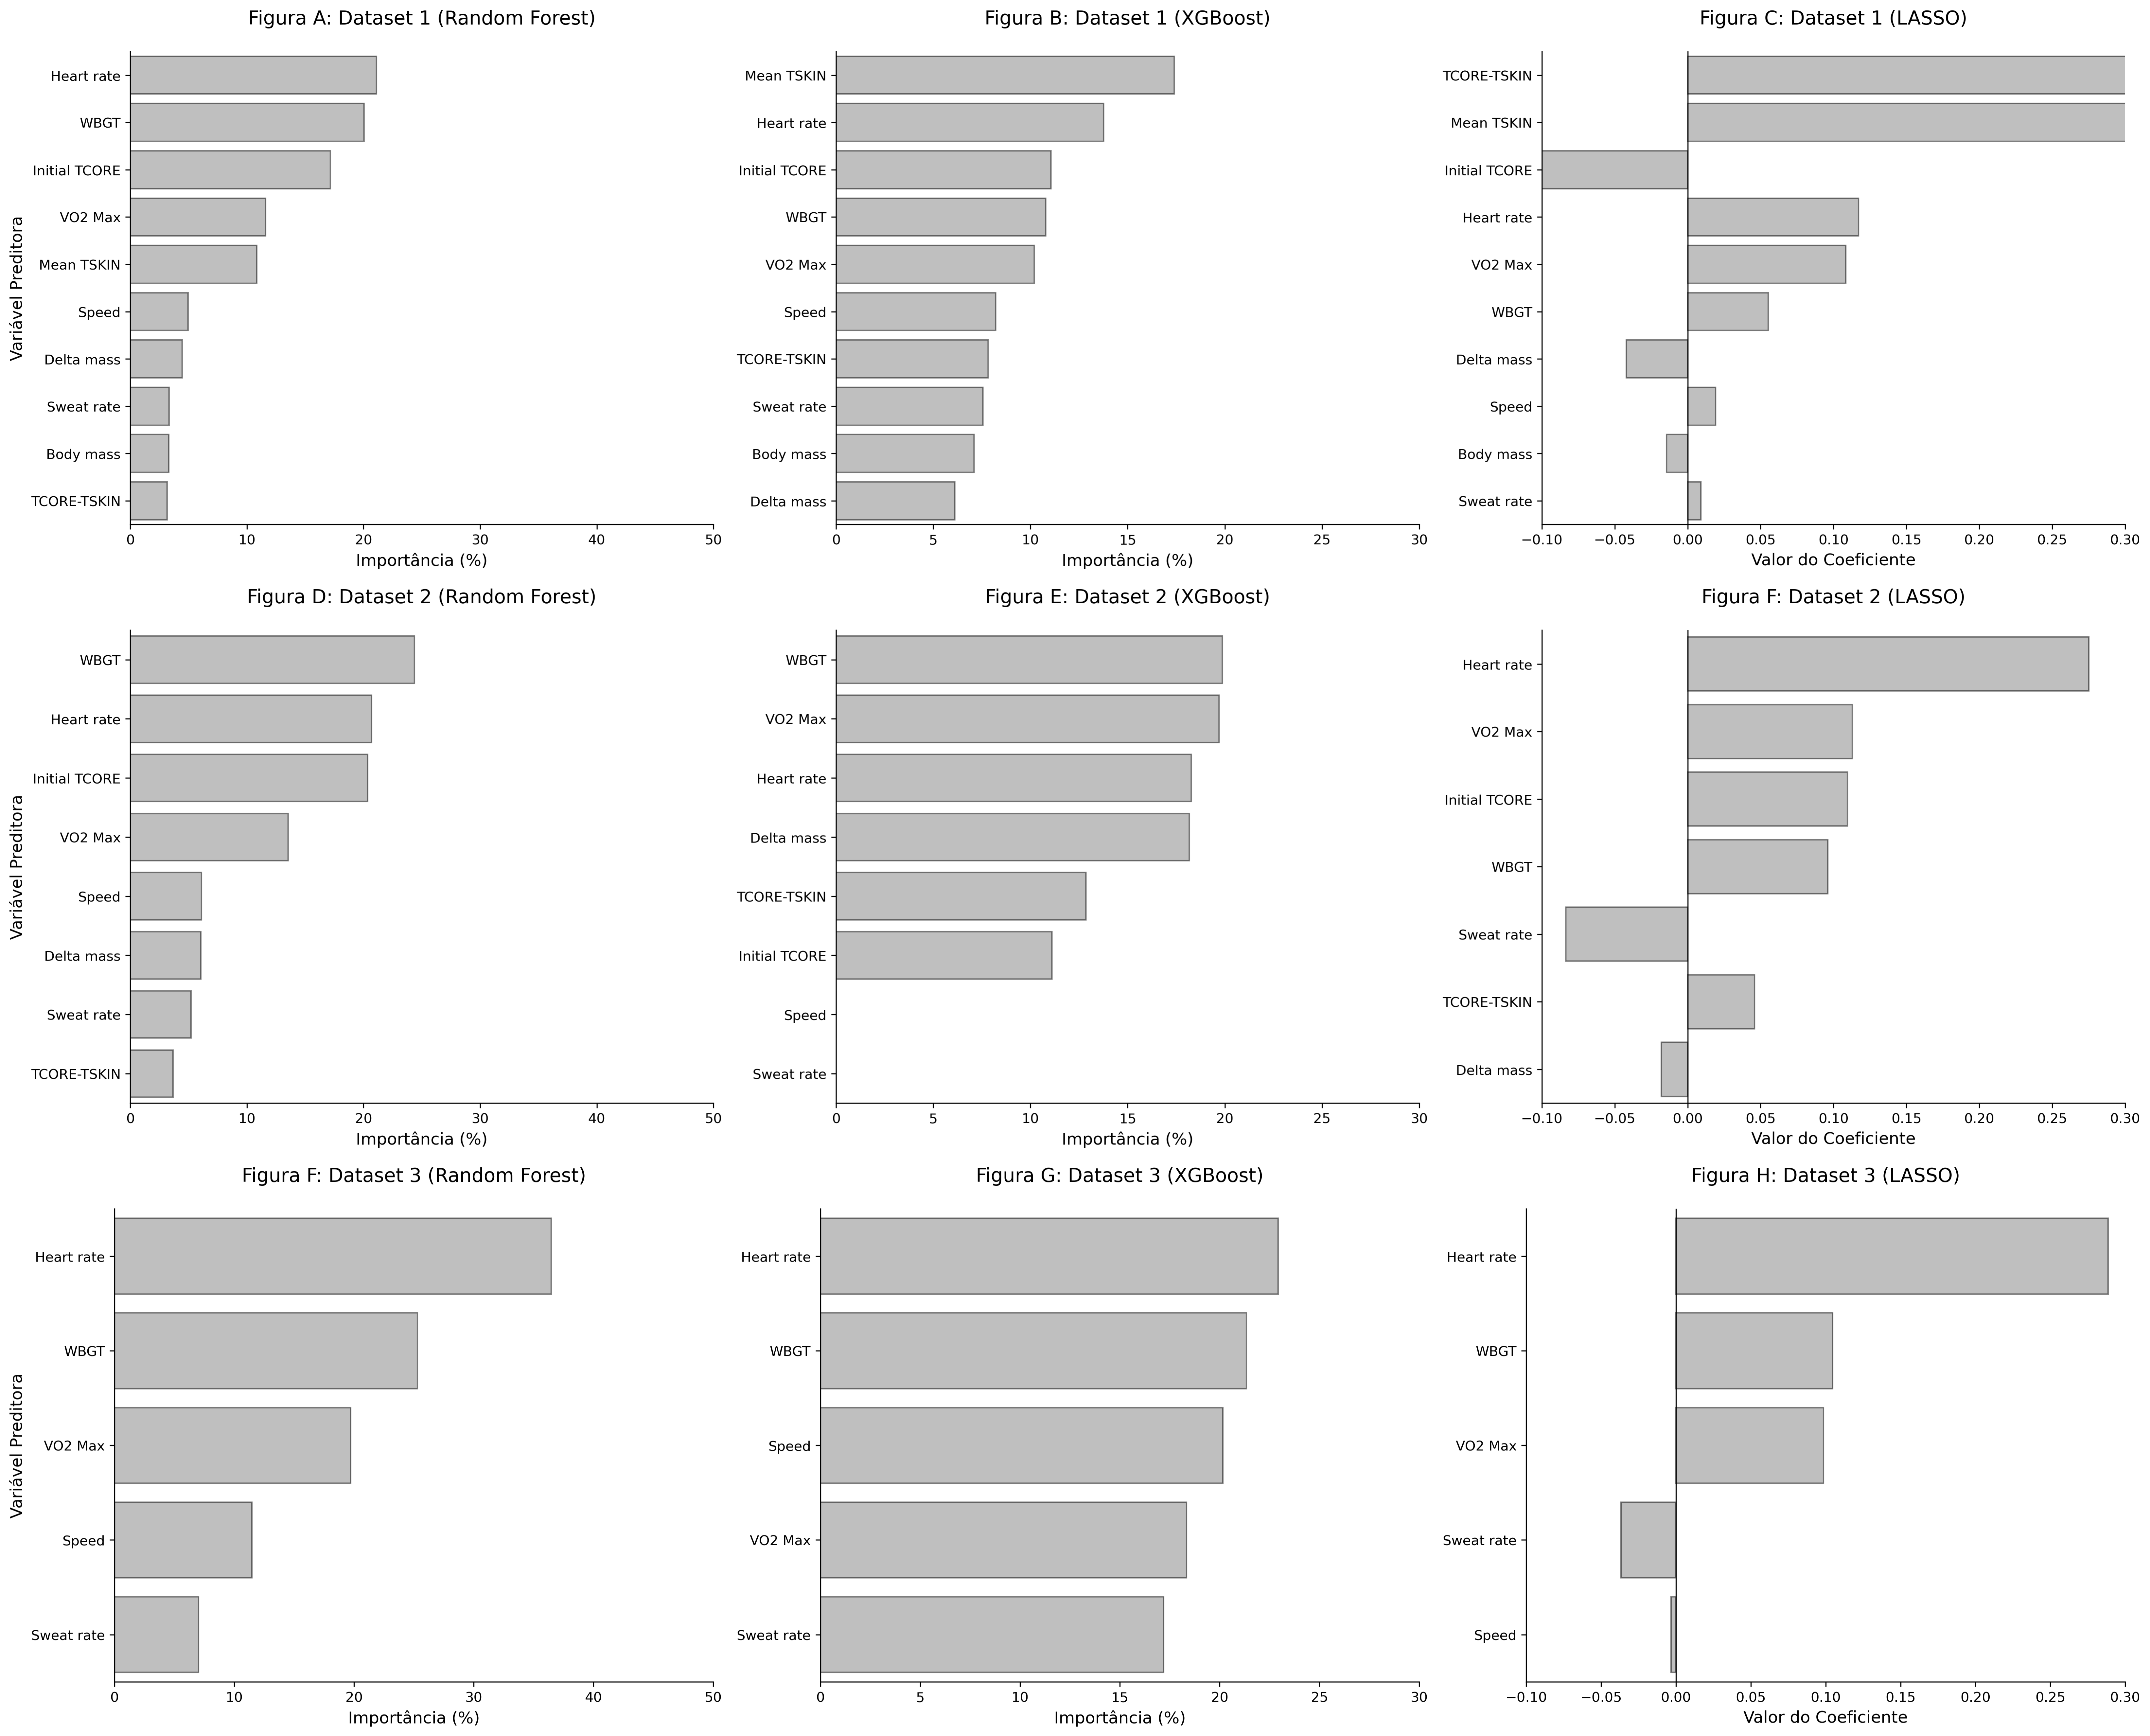 Figura A: Dataset 1 (Random Forest)
Variável Preditora
Heart rate
WBGT
Initial TCORE
VO2 Max
Mean TSKIN
Speed
Delta mass
Sweat rate
Body mass
TCORE-TSKIN
0 10 20 30 40 50
Importância (%)
Figura B: Dataset 1 (XGBoost)
Mean TSKIN
Heart rate
Initial TCORE
WBGT
VO2 Max
Speed
TCORE-TSKIN
Sweat rate
Body mass
Delta mass
0 5 10 15 20 25 30
Importância (%)
Figura C: Dataset 1 (LASSO)
TCORE-TSKIN
Mean TSKIN
Initial TCORE
Heart rate
VO2 Max
WBGT
Delta mass
Speed
Body mass
Sweat rate
−0.10 −0.05 0.00 0.05 0.10 0.15 0.20 0.25 0.30
Valor do Coeficiente
Figura D: Dataset 2 (Random Forest)
Variável Preditora
WBGT
Heart rate
Initial TCORE
VO2 Max
Speed
Delta mass
Sweat rate
TCORE-TSKIN
0 10 20 30 40 50
Importância (%)
Figura E: Dataset 2 (XGBoost)
WBGT
VO2 Max
Heart rate
Delta mass
TCORE-TSKIN
Initial TCORE
Speed
Sweat rate
0 5 10 15 20 25 30
Importância (%)
Figura F: Dataset 2 (LASSO)
Heart rate
VO2 Max
Initial TCORE
WBGT
Sweat rate
TCORE-TSKIN
Delta mass
−0.10 −0.05 0.00 0.05 0.10 0.15 0.20 0.25 0.30
Valor do Coeficiente
Figura F: Dataset 3 (Random Forest)
Variável Preditora
Heart rate
WBGT
VO2 Max
Speed
Sweat rate
0 10 20 30 40 50
Importância (%)
Figura G: Dataset 3 (XGBoost)
Heart rate
WBGT
Speed
VO2 Max
Sweat rate
0 5 10 15 20 25 30
Importância (%)
Figura H: Dataset 3 (LASSO)
Heart rate
WBGT
VO2 Max
Sweat rate
Speed
−0.10 −0.05 0.00 0.05 0.10 0.15 0.20 0.25 0.30
Valor do Coeficiente